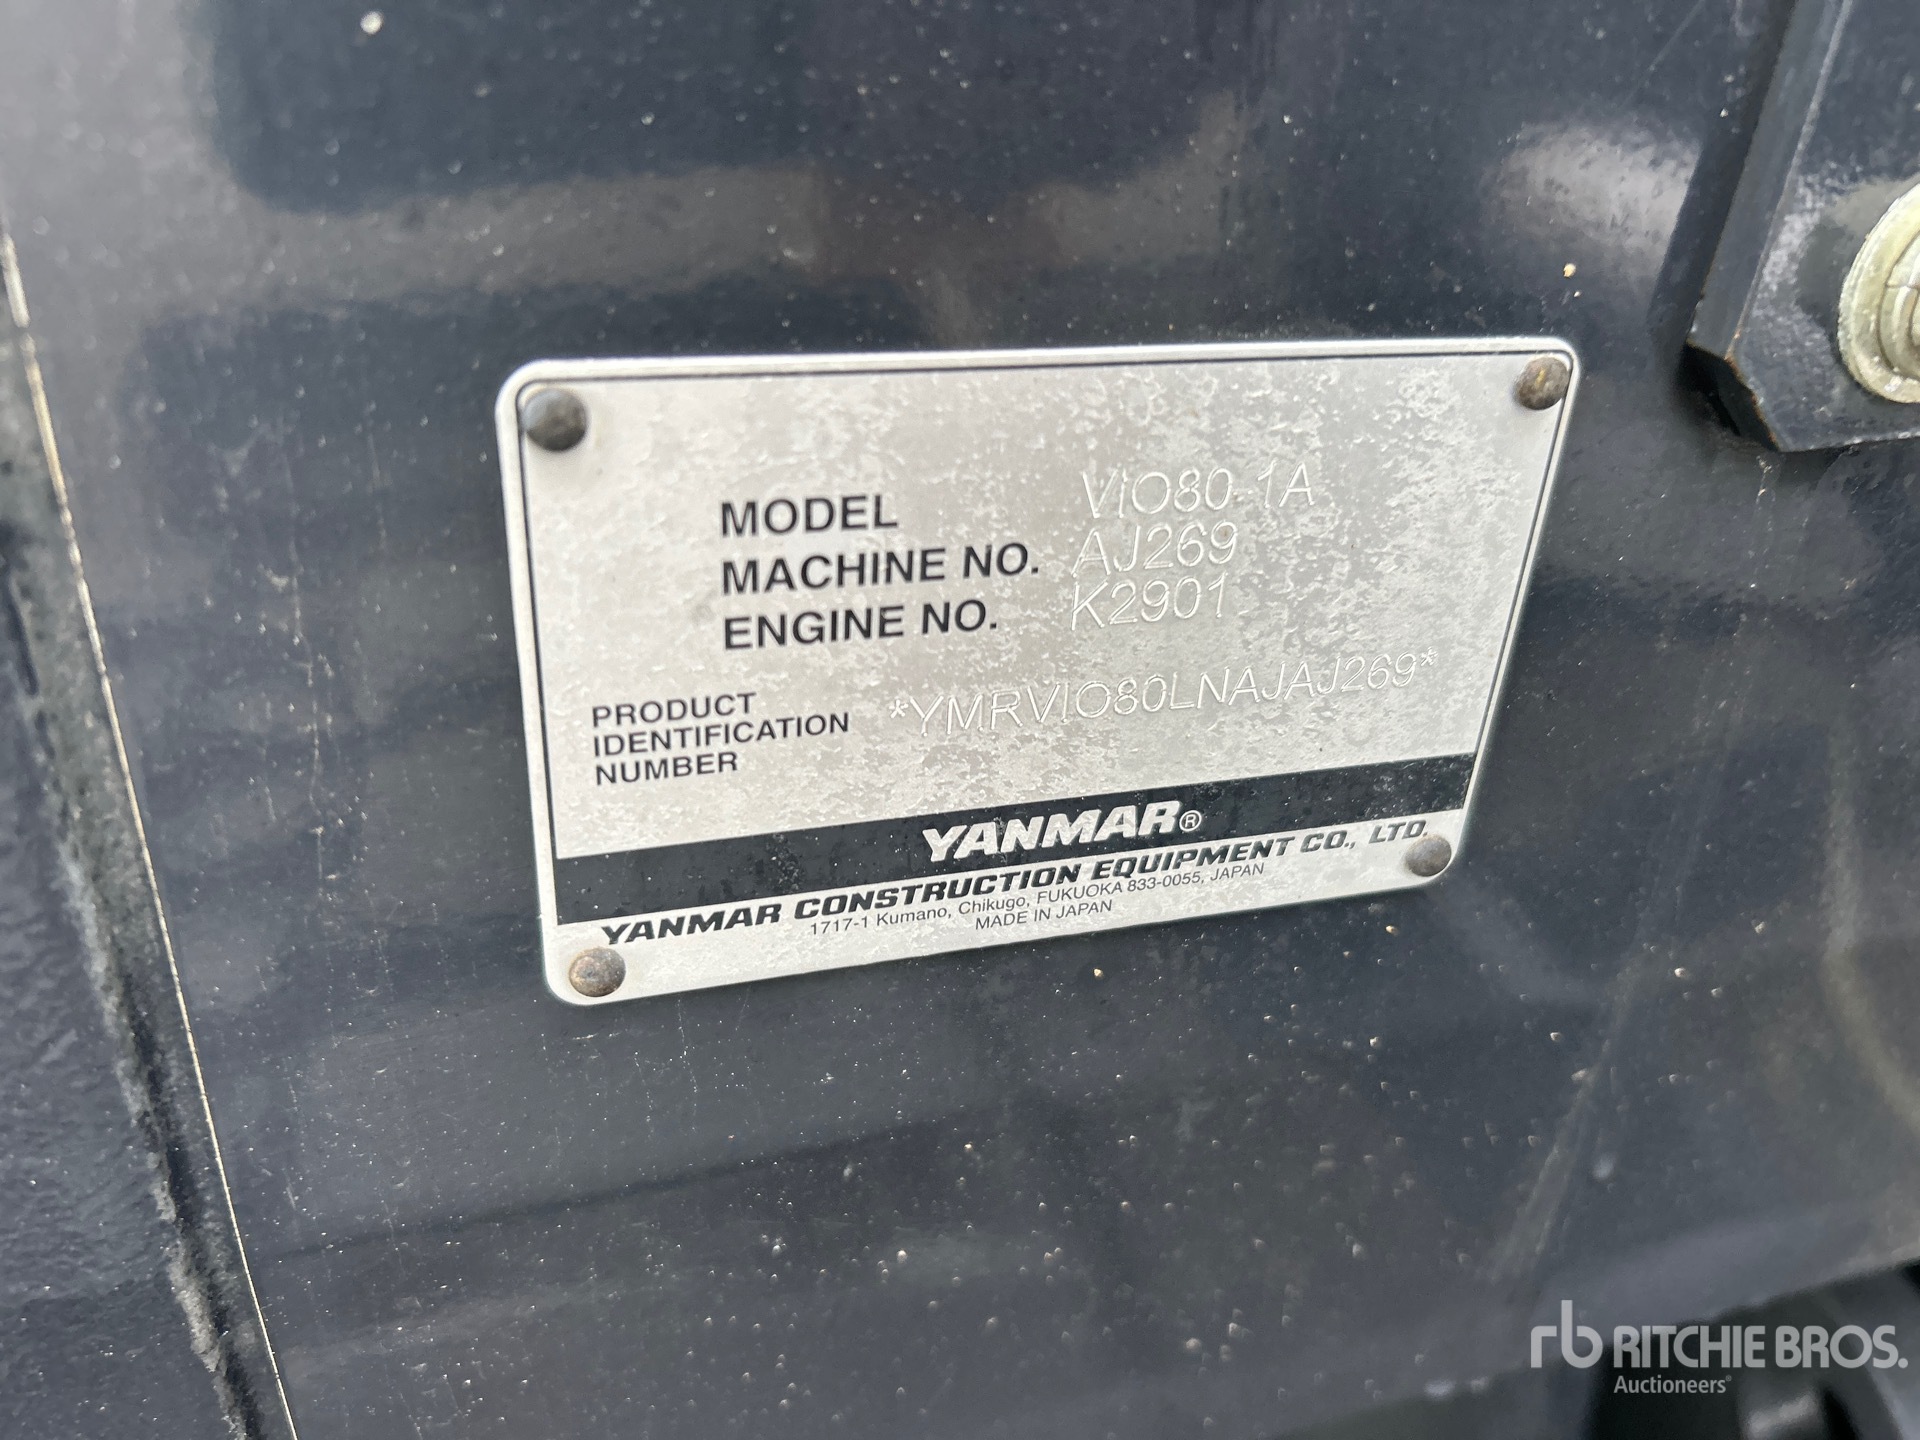 MODEL VIO80-1A
MACHINE NO. AJ269
ENGINE NO. K2901
PRODUCT
IDENTIFICATION
NUMBER *YMRVIO80LNAJAJ269*
YANMAR®
YANMAR CONSTRUCTION EQUIPMENT CO., LTD.
1717-1 Kumano, Chikugo, FUKUOKA 833-0055, JAPAN
MADE IN JAPAN
rb RITCHIE BROS.
Auctioneers®